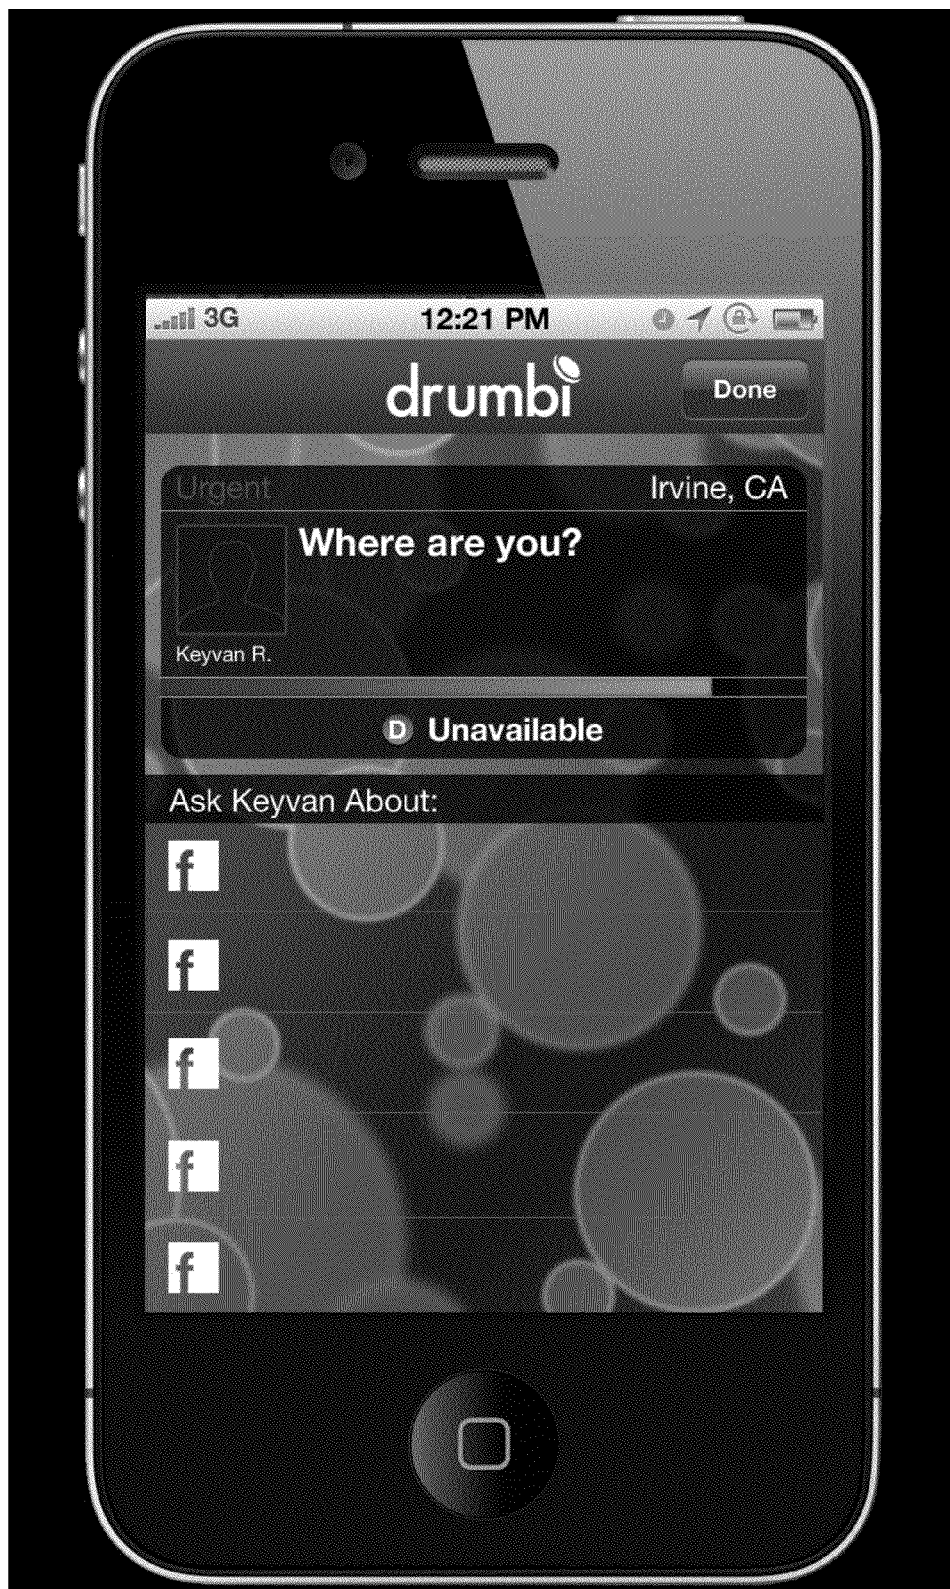 3G 12:21 PM
drumbi Done
Urgent Irvine, CA
Where are you?
Keyvan R.
D Unavailable
Ask Keyvan About:
f
f
f
f
f